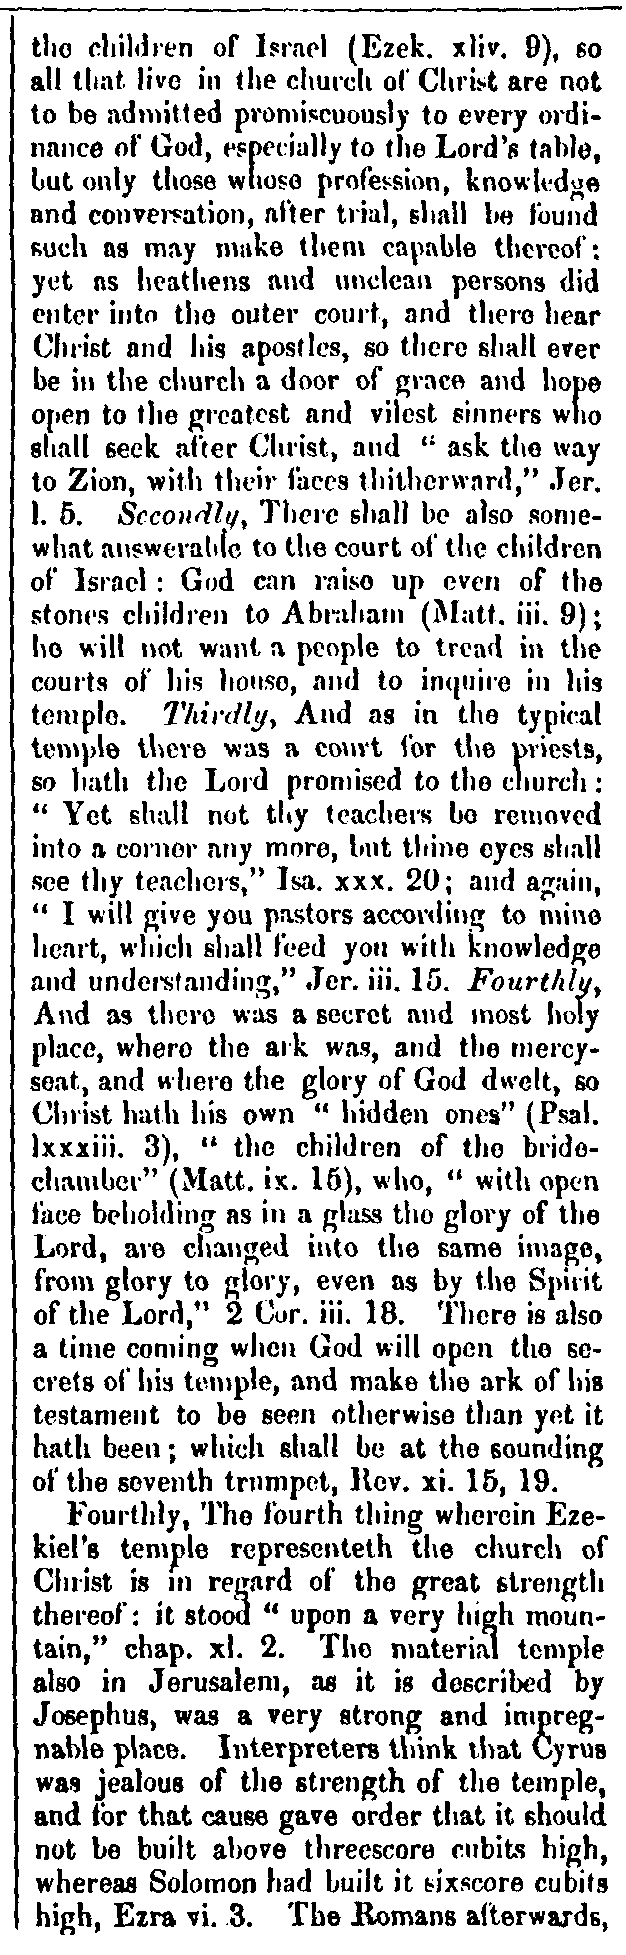 the children of Israel (Ezek. xliv. 9), so
all that live in the church of Christ are not
to be admitted promiscuously to every ordi-
nance of God, especially to the Lord's table,
but only those whose profession, knowledge
and conversation, after trial, shall be found
such as may make them capable thereof:
yet as heathens and unclean persons did
enter into the outer court, and there hear
Christ and his apostles, so there shall ever
be in the church a door of grace and hope
open to the greatest and vilest sinners who
shall seek after Christ, and " ask the way
to Zion, with their faces thitherward," Jer.
l. 5. Secondly, There shall be also some-
what answerable to the court of the children
of Israel: God can raise up even of the
stones children to Abraham (Matt. iii. 9);
he will not want a people to tread in the
courts of his house, and to inquire in his
temple. Thirdly, And as in the typical
temple there was a court for the priests,
so hath the Lord promised to the church:
" Yet shall not thy teachers be removed
into a corner any more, but thine eyes shall
see thy teachers," Isa. xxx. 20; and again,
" I will give you pastors according to mine
heart, which shall feed you with knowledge
and understanding," Jer. iii. 15. Fourthly,
And as there was a secret and most holy
place, where the ark was, and the mercy-
seat, and where the glory of God dwelt, so
Christ hath his own " hidden ones" (Psal.
lxxxiii. 3), " the children of the bride-
chamber" (Matt. ix. 15), who, " with open
face beholding as in a glass the glory of the
Lord, are changed into the same image,
from glory to glory, even as by the Spirit
of the Lord," 2 Cor. iii. 18. There is also
a time coming when God will open the se-
crets of his temple, and make the ark of his
testament to be seen otherwise than yet it
hath been; which shall be at the sounding
of the seventh trumpet, Rev. xi. 15, 19.
Fourthly, The fourth thing wherein Eze-
kiel's temple representeth the church of
Christ is in regard of the great strength
thereof: it stood " upon a very high moun-
tain," chap. xl. 2. The material temple
also in Jerusalem, as it is described by
Josephus, was a very strong and impreg-
nable place. Interpreters think that Cyrus
was jealous of the strength of the temple,
and for that cause gave order that it should
not be built above threescore cubits high,
whereas Solomon had built it sixscore cubits
high, Ezra vi. 3. The Romans afterwards,